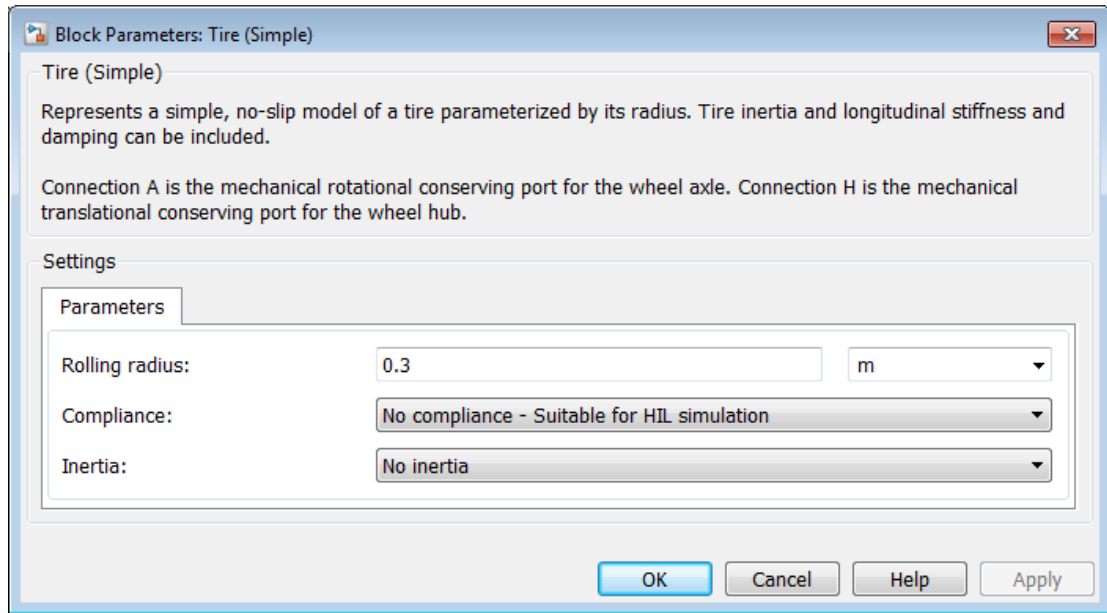 Block Parameters: Tire (Simple)
Tire (Simple)
Represents a simple, no-slip model of a tire parameterized by its radius. Tire inertia and longitudinal stiffness and
damping can be included.
Connection A is the mechanical rotational conserving port for the wheel axle. Connection H is the mechanical
translational conserving port for the wheel hub.
Settings
Parameters
Rolling radius: 0.3 m
Compliance: No compliance - Suitable for HIL simulation
Inertia: No inertia
OK Cancel Help Apply